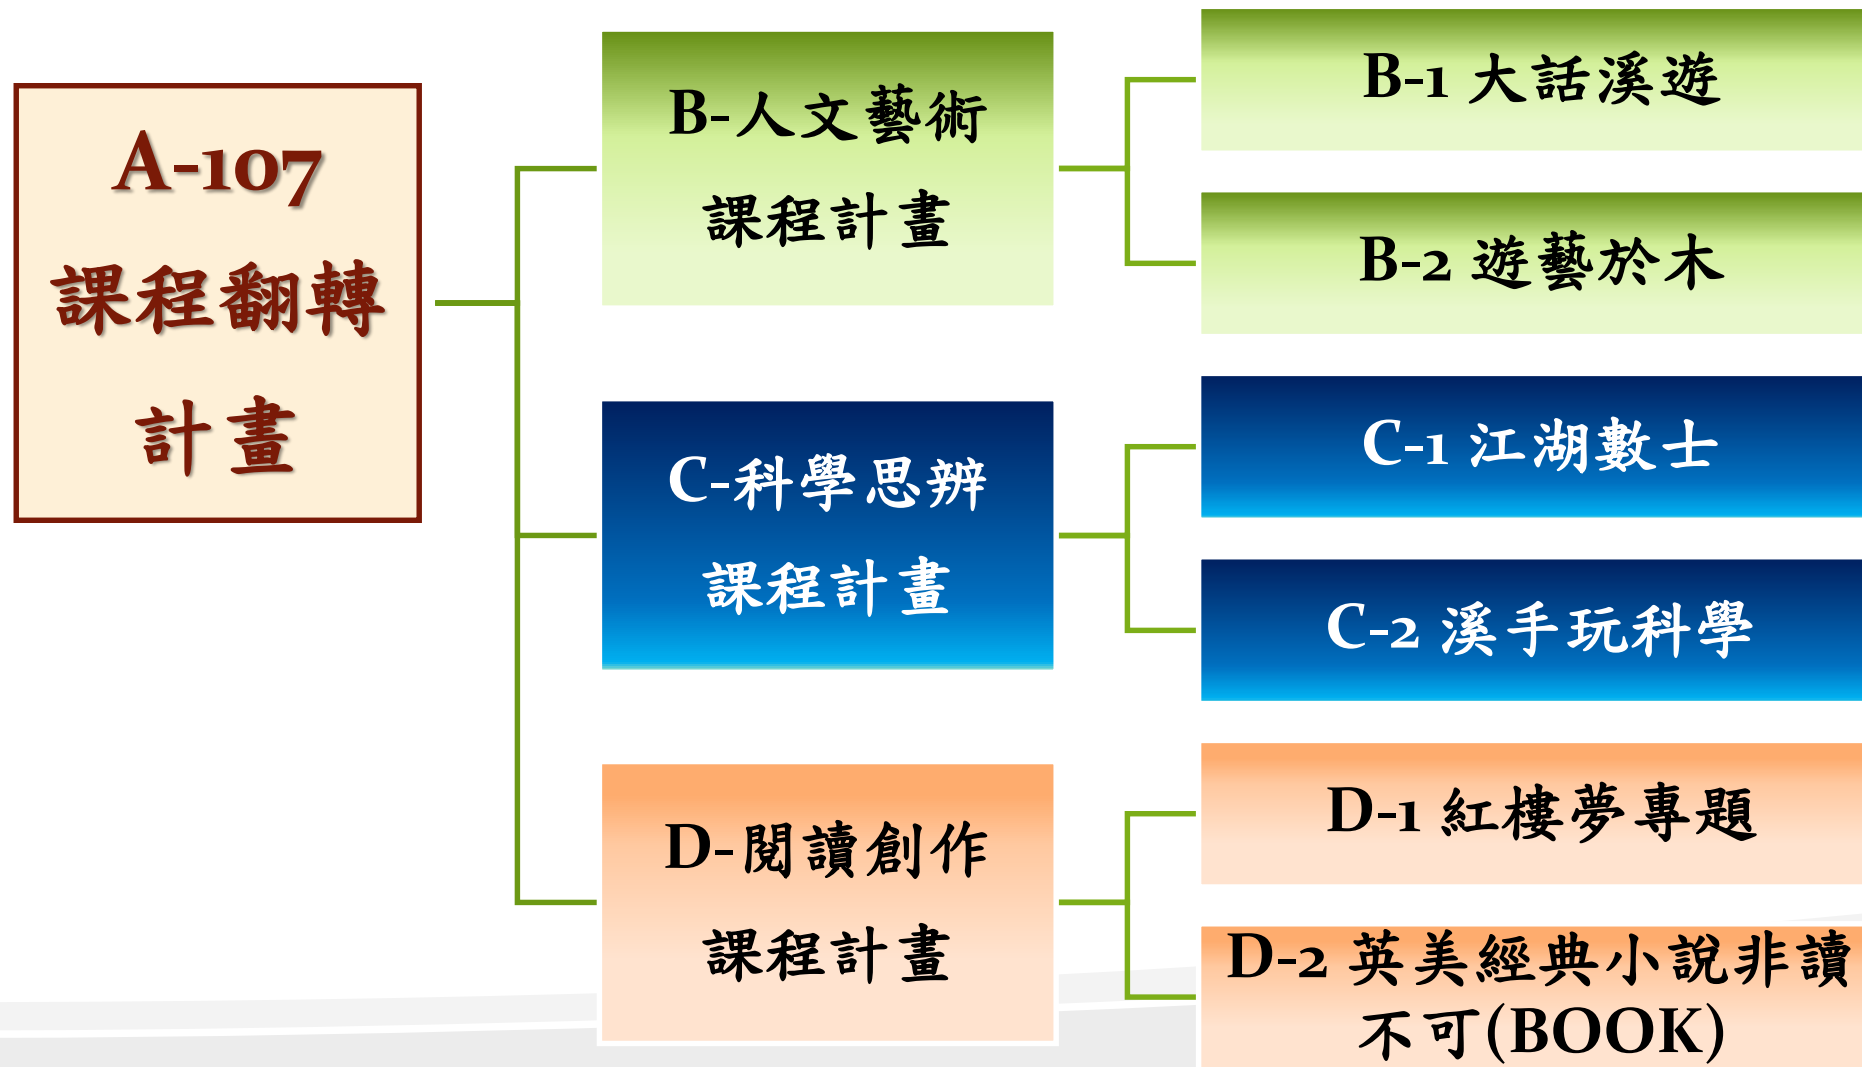 A-107
課程翻轉
計畫
B-人文藝術
課程計畫
B-1 大話溪遊
B-2 遊藝於木
C-科學思辨
課程計畫
C-1 江湖數士
C-2 溪手玩科學
D-閱讀創作
課程計畫
D-1 紅樓夢專題
D-2 英美經典小說非讀
不可(BOOK)